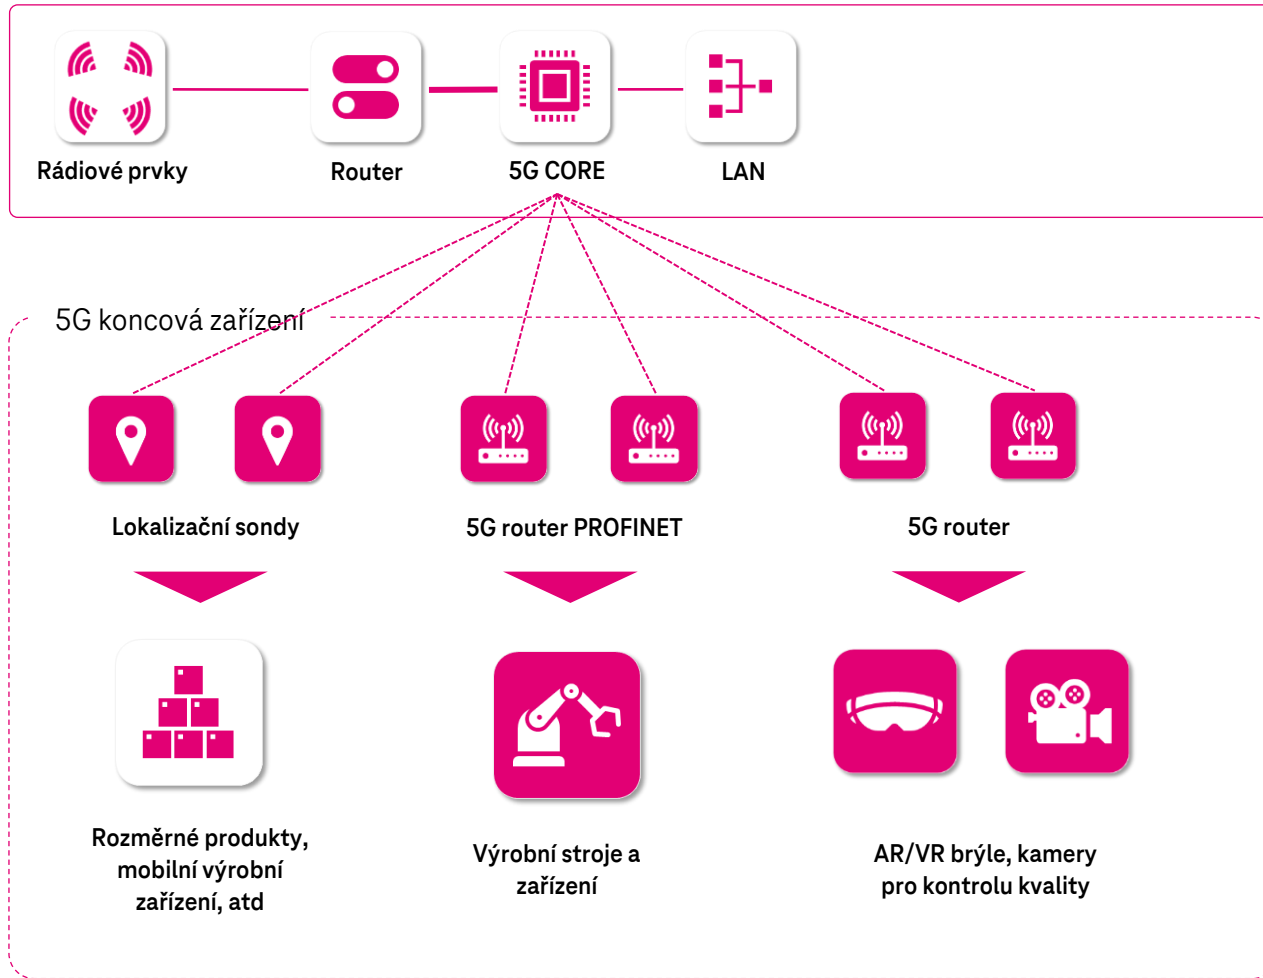 Rádiové prvky
Router
5G CORE
LAN
5G koncová zařízení
Lokalizační sondy
5G router PROFINET
5G router
Rozměrné produkty,
mobilní výrobní
zařízení, atd
Výrobní stroje a
zařízení
AR/VR brýle, kamery
pro kontrolu kvality